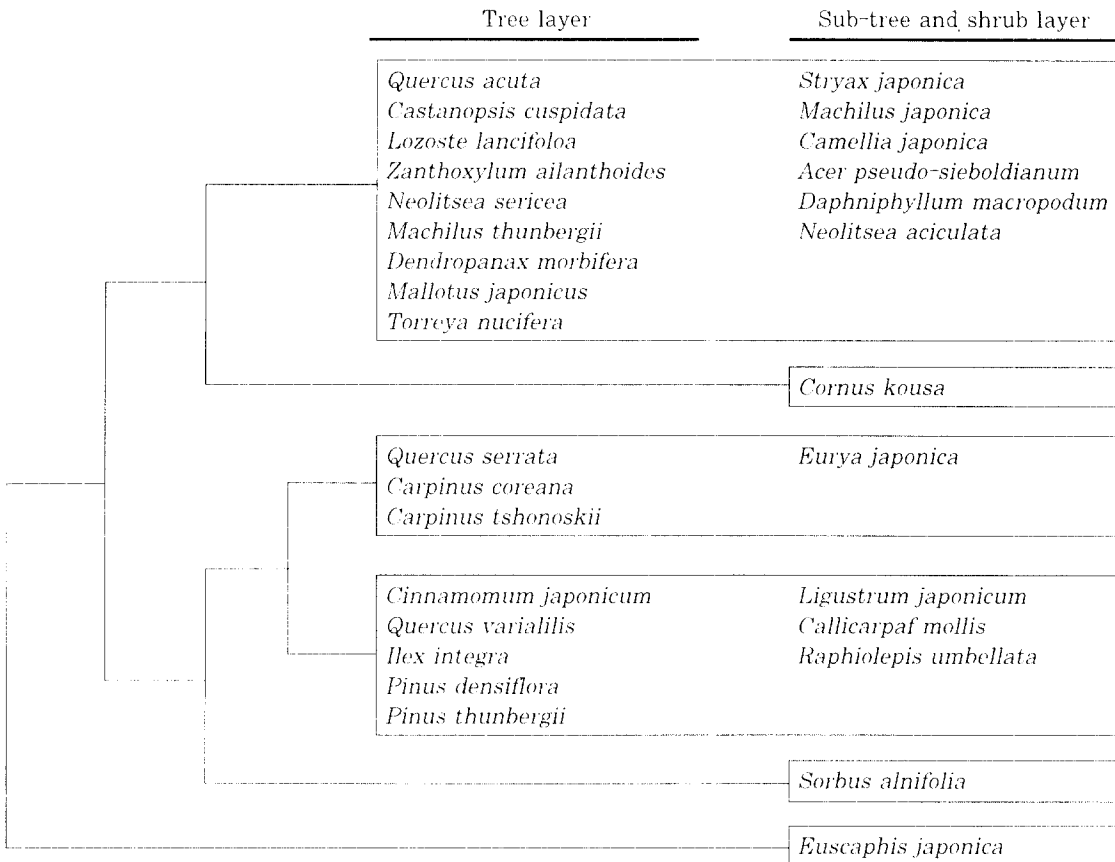 Tree layer Sub-tree and shrub layer
Quercus acuta Stryax japonica
Castanopsis cuspidata Machilus japonica
Lozoste lancifoloa Camellia japonica
Zanthoxylum ailanthoides Acer pseudo-sieboldianum
Neolitsea sericea Daphniphyllum macropodum
Machilus thunbergii Neolitsea aciculata
Dendropanax morbifera
Mallotus japonicus
Torreya nucifera
Cornus kousa
Quercus serrata Eurya japonica
Carpinus coreana
Carpinus tshonoskii
Cinnamomum japonicum Ligustrum japonicum
Quercus varialilis Callicarpaf mollis
Ilex integra Raphiolepis umbellata
Pinus densiflora
Pinus thunbergii
Sorbus alnifolia
Euscaphis japonica